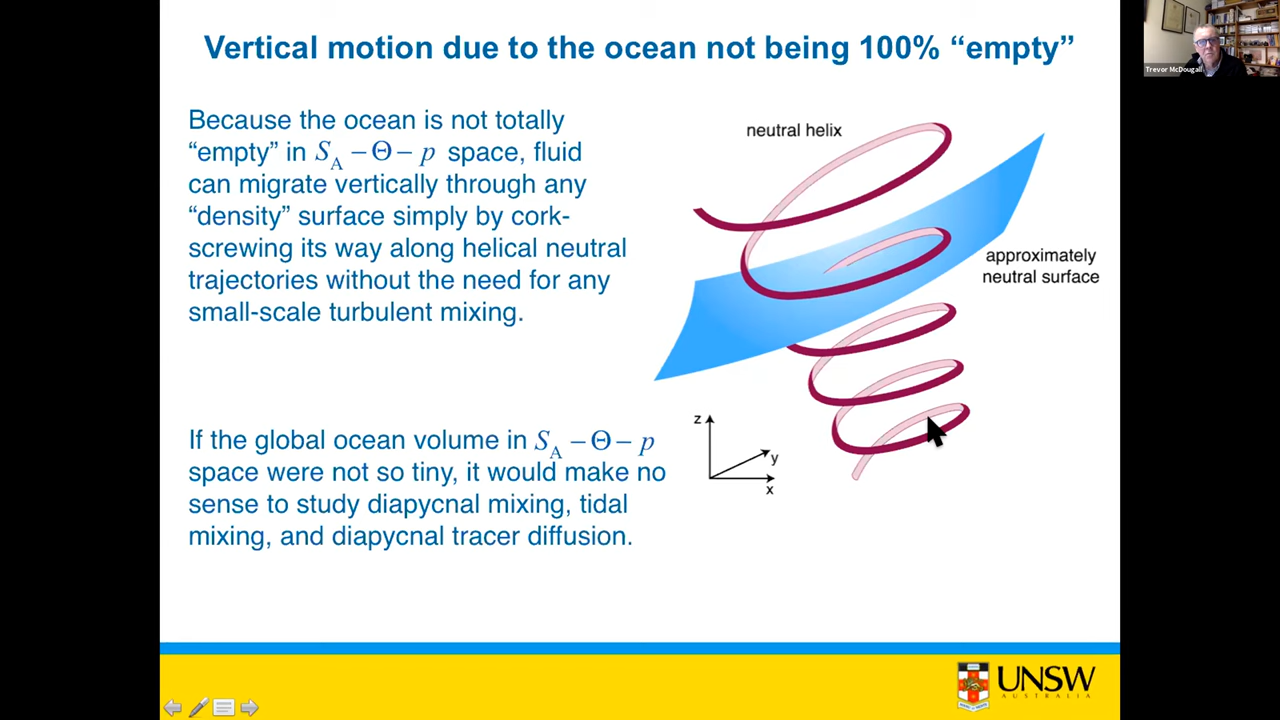 Vertical motion due to the ocean not being 100% “empty”
Trevor McDougall
Because the ocean is not totally
“empty” in S_A – Θ – p space, fluid
can migrate vertically through any
“density” surface simply by cork-
screwing its way along helical neutral
trajectories without the need for any
small-scale turbulent mixing.
If the global ocean volume in S_A – Θ – p
space were not so tiny, it would make no
sense to study diapycnal mixing, tidal
mixing, and diapycnal tracer diffusion.
neutral helix
approximately
neutral surface
z
y
x
UNSW
AUSTRALIA